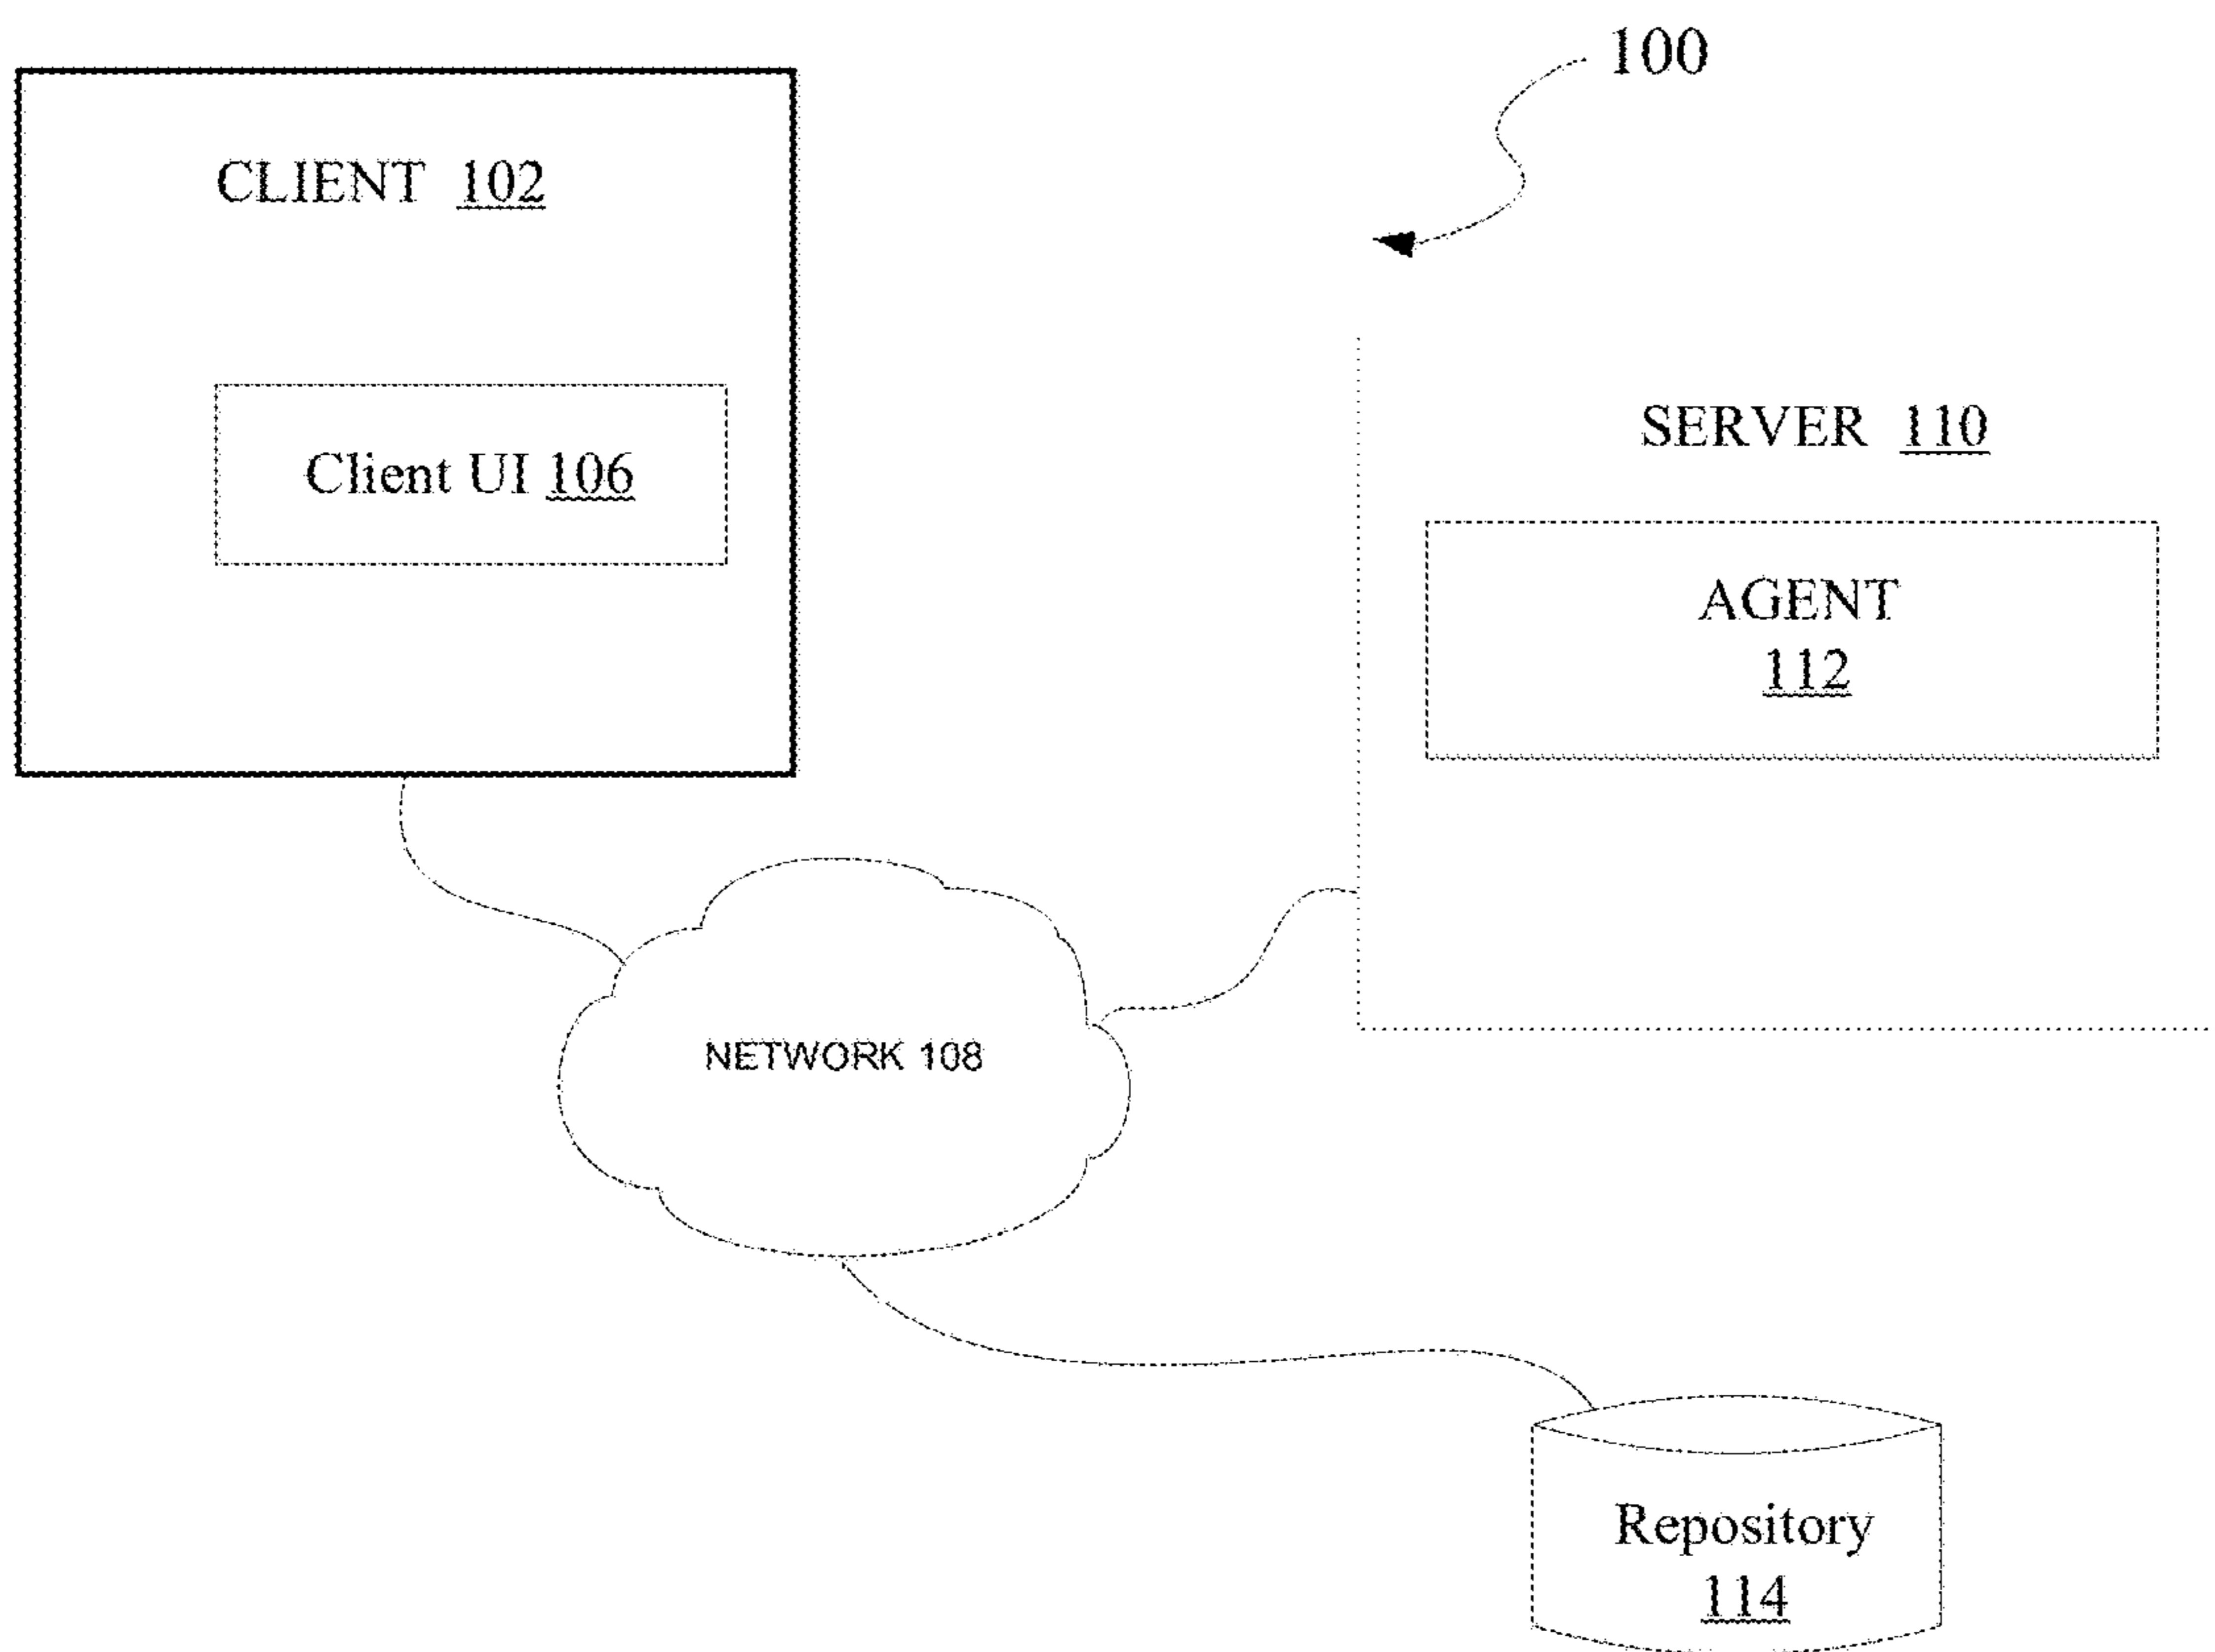 100
CLIENT 102
Client UI 106
SERVER 110
AGENT
112
NETWORK 108
Repository
114